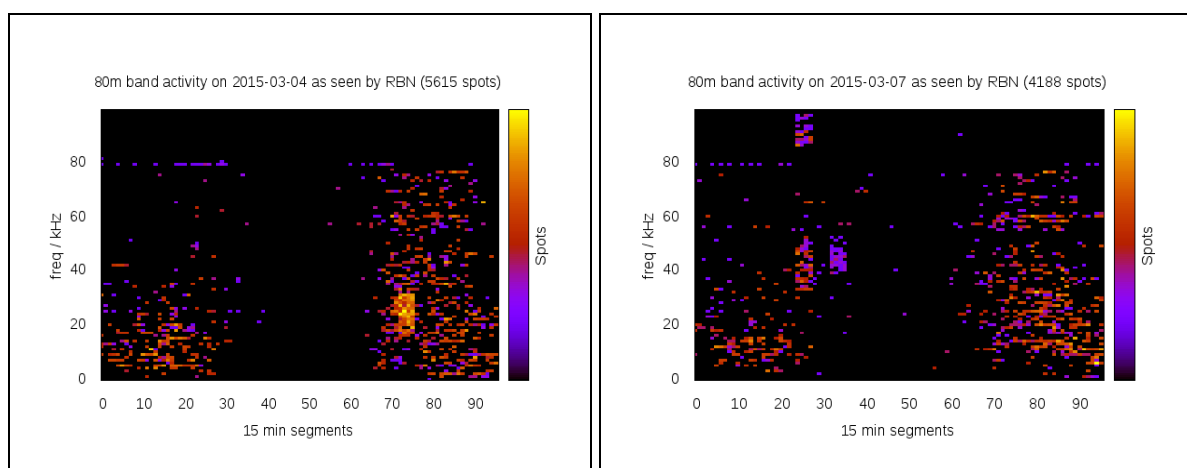 80m band activity on 2015-03-04 as seen by RBN (5615 spots)
80
60
40
20
0
freq / kHz
0 10 20 30 40 50 60 70 80 90
15 min segments
Spots
80m band activity on 2015-03-07 as seen by RBN (4188 spots)
80
60
40
20
0
freq / kHz
0 10 20 30 40 50 60 70 80 90
15 min segments
Spots